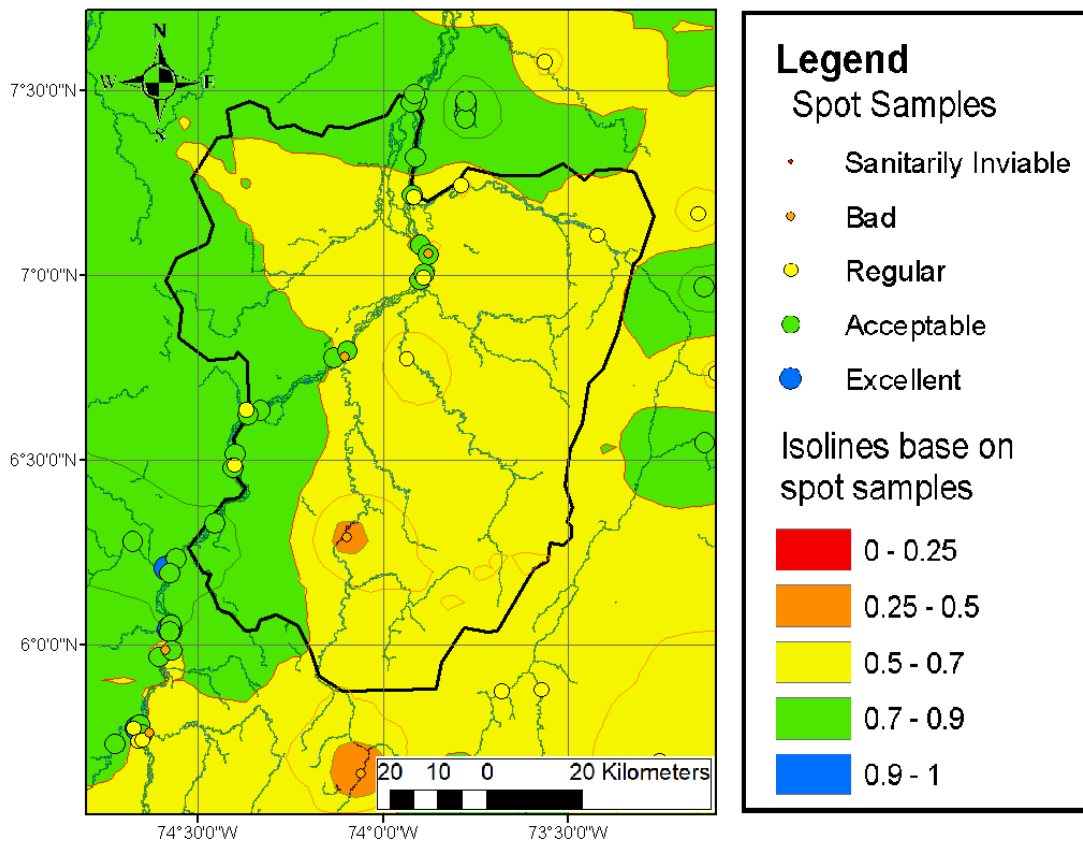 N
W
E
S
7°30'0"N
7°0'0"N
6°30'0"N
6°0'0"N
74°30'0"W
74°0'0"W
73°30'0"W
20 10 0 20 Kilometers
Legend
Spot Samples
Sanitarily Inviable
Bad
Regular
Acceptable
Excellent
Isolines base on
spot samples
0 - 0.25
0.25 - 0.5
0.5 - 0.7
0.7 - 0.9
0.9 - 1